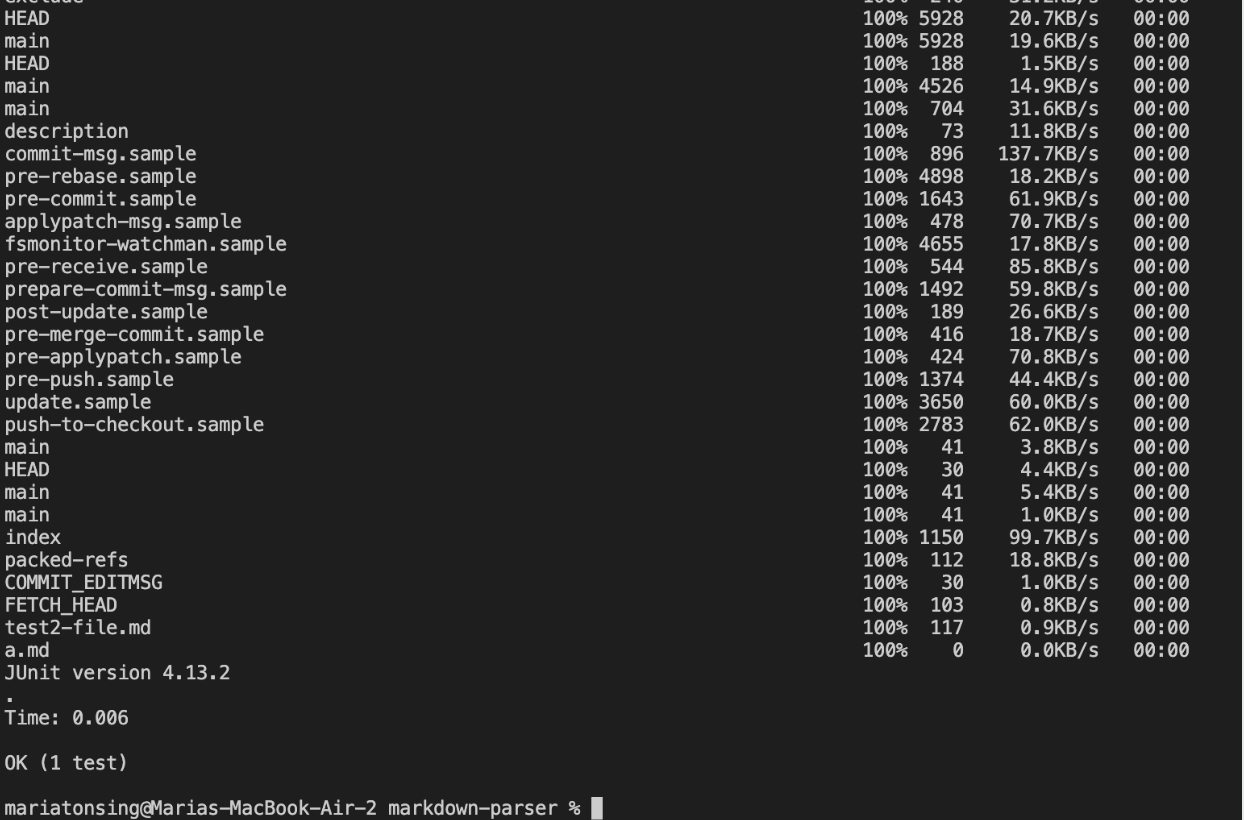 HEAD 100% 5928 20.7KB/s 00:00
main 100% 5928 19.6KB/s 00:00
HEAD 100% 188 1.5KB/s 00:00
main 100% 4526 14.9KB/s 00:00
main 100% 704 31.6KB/s 00:00
description 100% 73 11.8KB/s 00:00
commit-msg.sample 100% 896 137.7KB/s 00:00
pre-rebase.sample 100% 4898 18.2KB/s 00:00
pre-commit.sample 100% 1643 61.9KB/s 00:00
applypatch-msg.sample 100% 478 70.7KB/s 00:00
fsmonitor-watchman.sample 100% 4655 17.8KB/s 00:00
pre-receive.sample 100% 544 85.8KB/s 00:00
prepare-commit-msg.sample 100% 1492 59.8KB/s 00:00
post-update.sample 100% 189 26.6KB/s 00:00
pre-merge-commit.sample 100% 416 18.7KB/s 00:00
pre-applypatch.sample 100% 424 70.8KB/s 00:00
pre-push.sample 100% 1374 44.4KB/s 00:00
update.sample 100% 3650 60.0KB/s 00:00
push-to-checkout.sample 100% 2783 62.0KB/s 00:00
main 100% 41 3.8KB/s 00:00
HEAD 100% 30 4.4KB/s 00:00
main 100% 41 5.4KB/s 00:00
main 100% 41 1.0KB/s 00:00
index 100% 1150 99.7KB/s 00:00
packed-refs 100% 112 18.8KB/s 00:00
COMMIT_EDITMSG 100% 30 1.0KB/s 00:00
FETCH_HEAD 100% 103 0.8KB/s 00:00
test2-file.md 100% 117 0.9KB/s 00:00
a.md 100% 0 0.0KB/s 00:00
JUnit version 4.13.2
.
Time: 0.006
OK (1 test)
mariatonsing@Marias-MacBook-Air-2 markdown-parser %